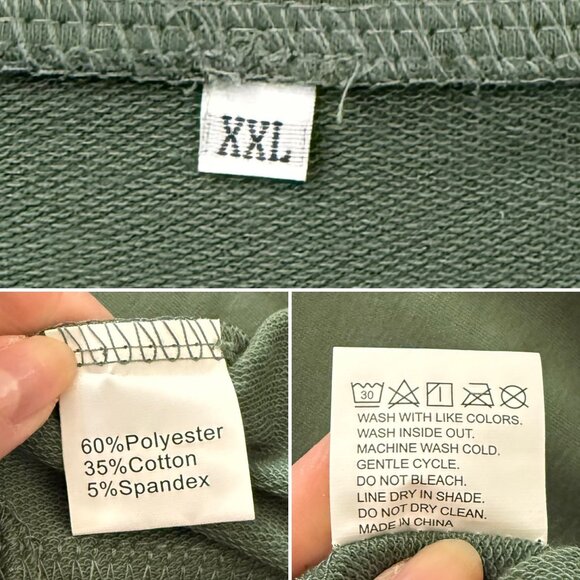 XXL
60%Polyester
35%Cotton
5%Spandex
30
WASH WITH LIKE COLORS.
WASH INSIDE OUT.
MACHINE WASH COLD.
GENTLE CYCLE.
DO NOT BLEACH.
LINE DRY IN SHADE.
DO NOT DRY CLEAN.
MADE IN CHINA